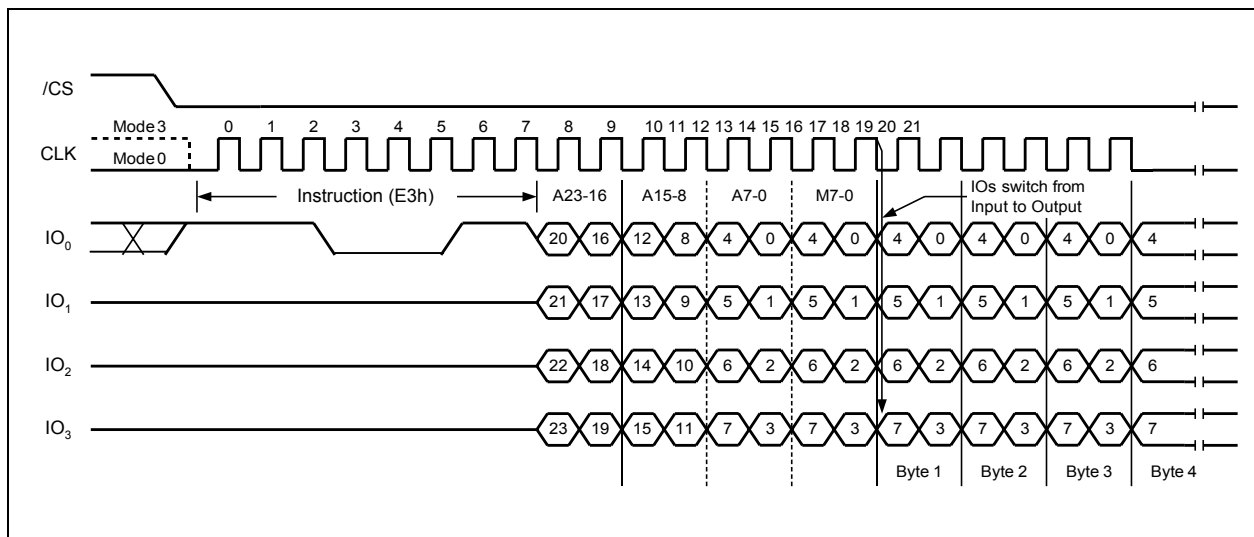 /CS
Mode 3 0 1 2 3 4 5 6 7 8 9 10 11 12 13 14 15 16 17 18 19 20 21
CLK Mode 0
Instruction (E3h) A23-16 A15-8 A7-0 M7-0 IOs switch from
Input to Output
IO0 20 16 12 8 4 0 4 0 4 0 4 0 4 0 4
IO1 21 17 13 9 5 1 5 1 5 1 5 1 5 1 5
IO2 22 18 14 10 6 2 6 2 6 2 6 2 6 2 6
IO3 23 19 15 11 7 3 7 3 7 3 7 3 7 3 7
Byte 1 Byte 2 Byte 3 Byte 4